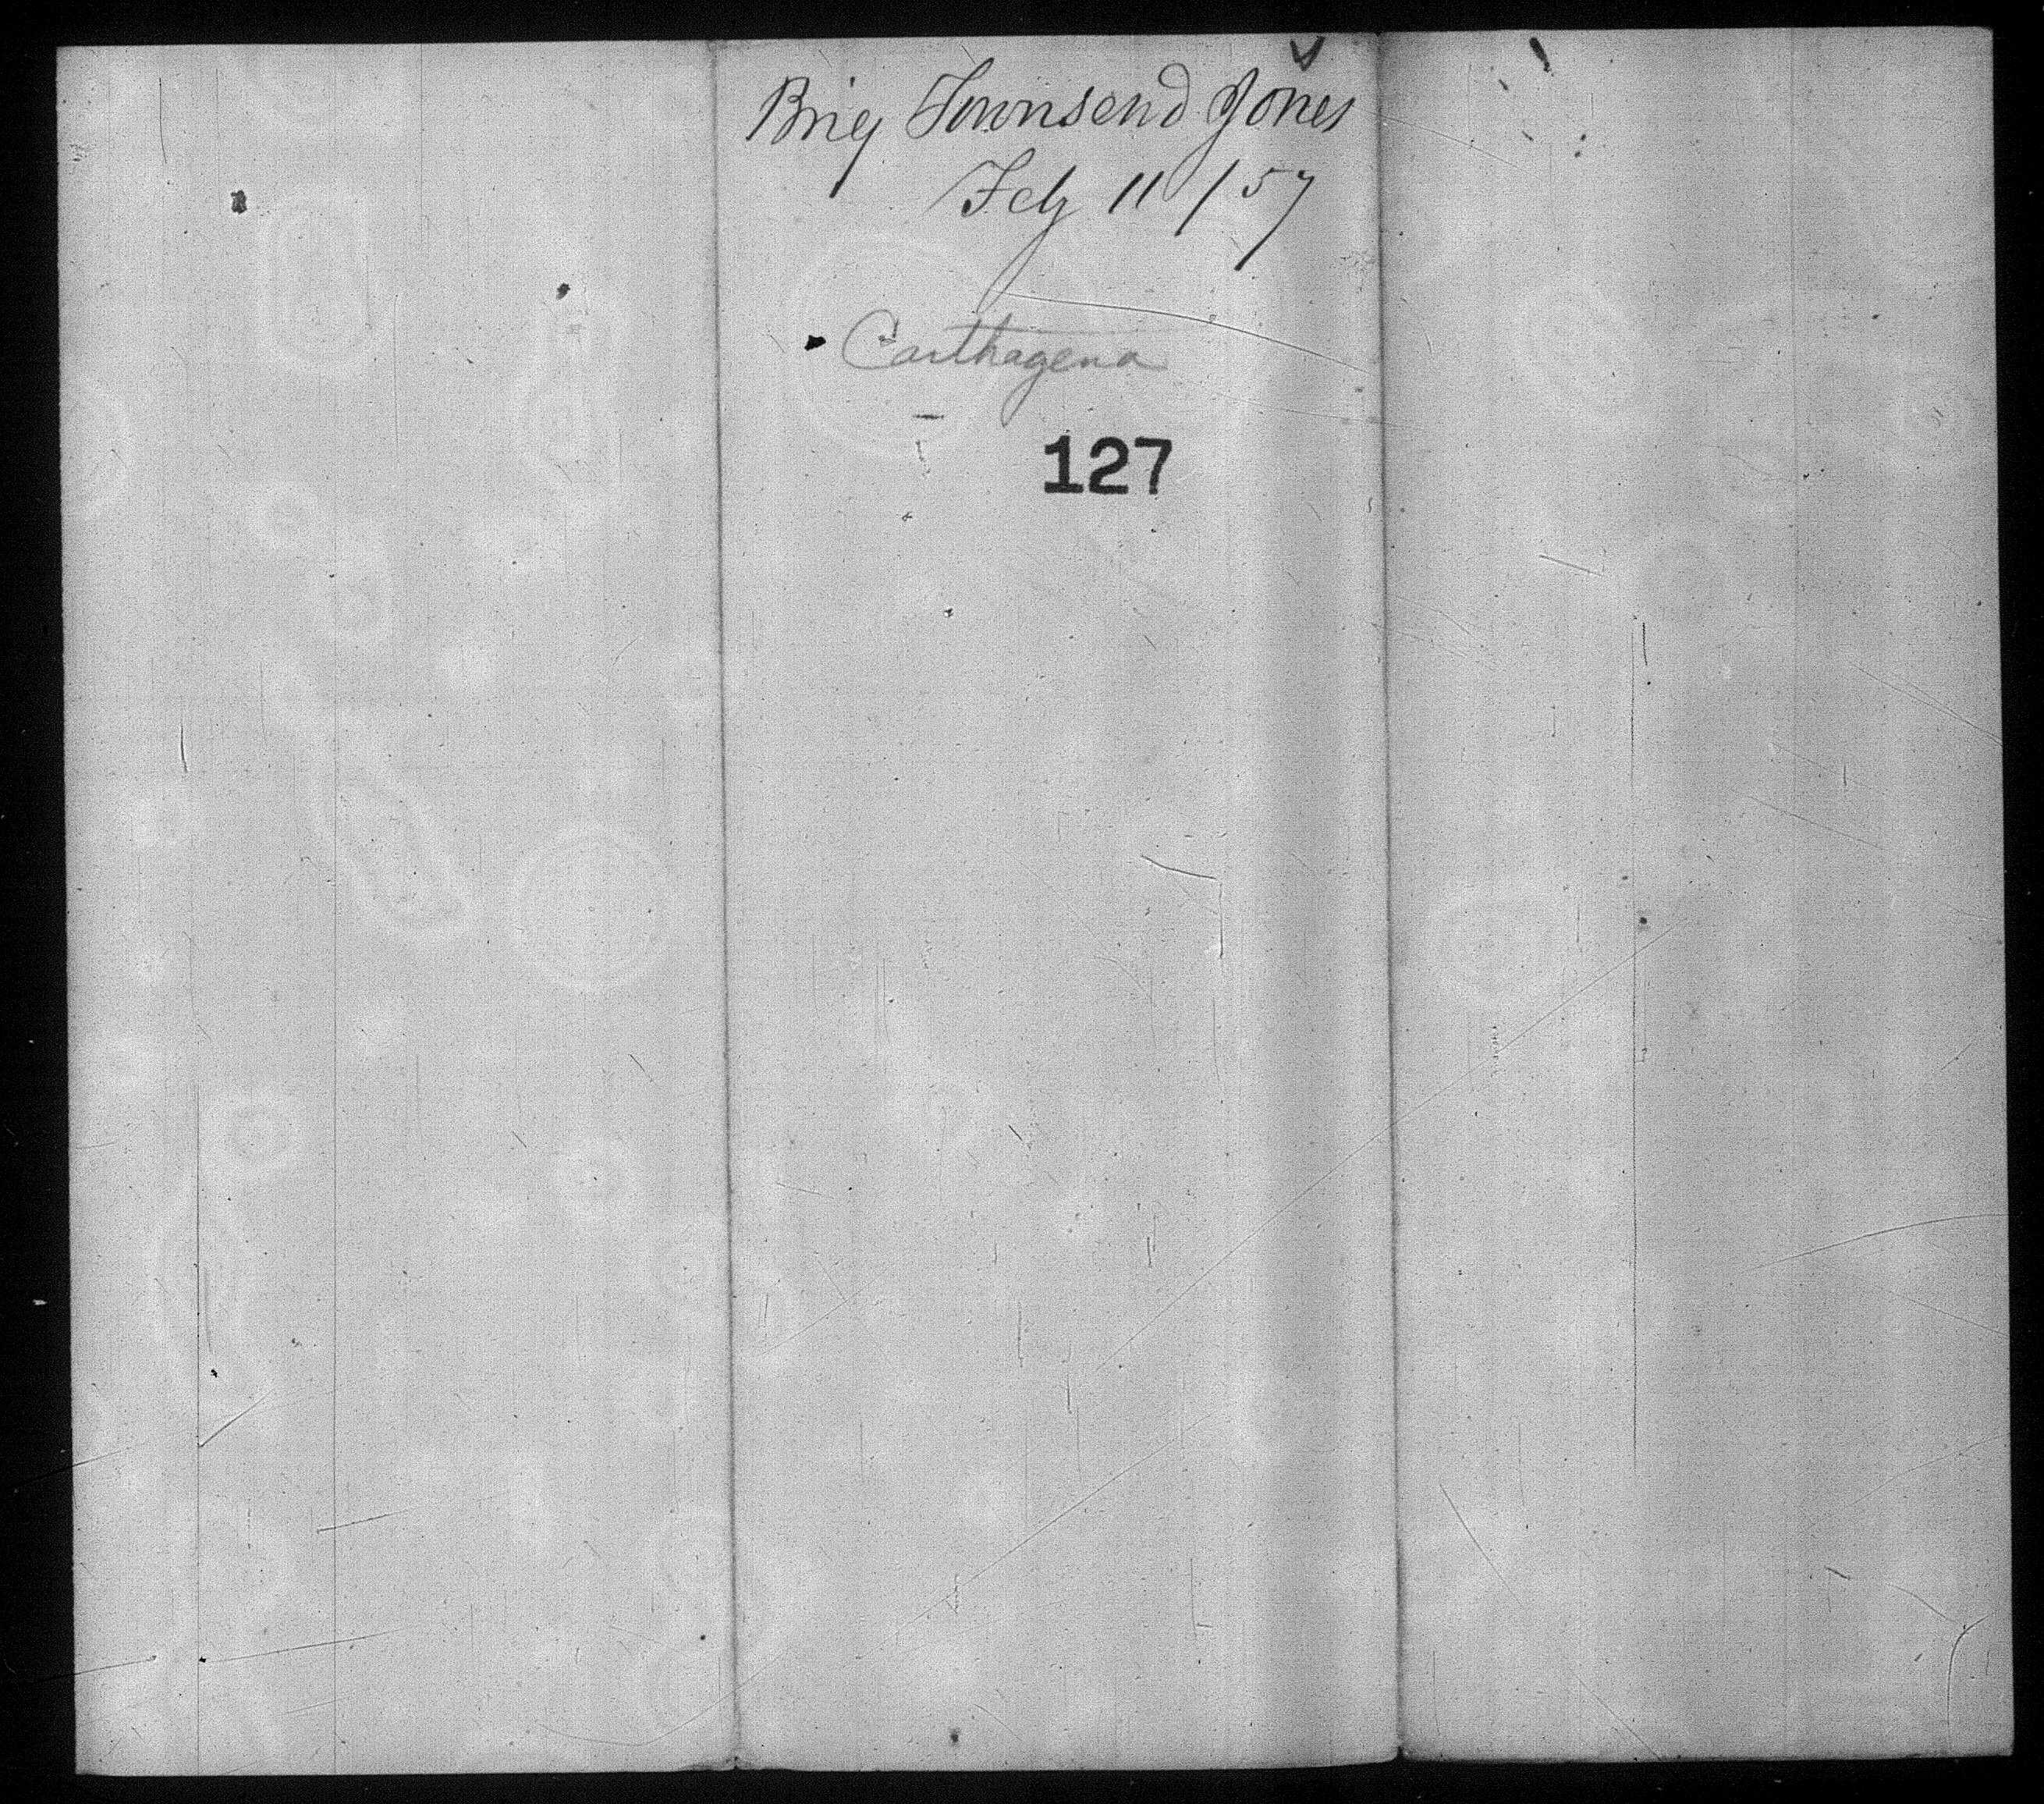 Brig Townsend Jones
Feby 11 / 57
Carthagena
127